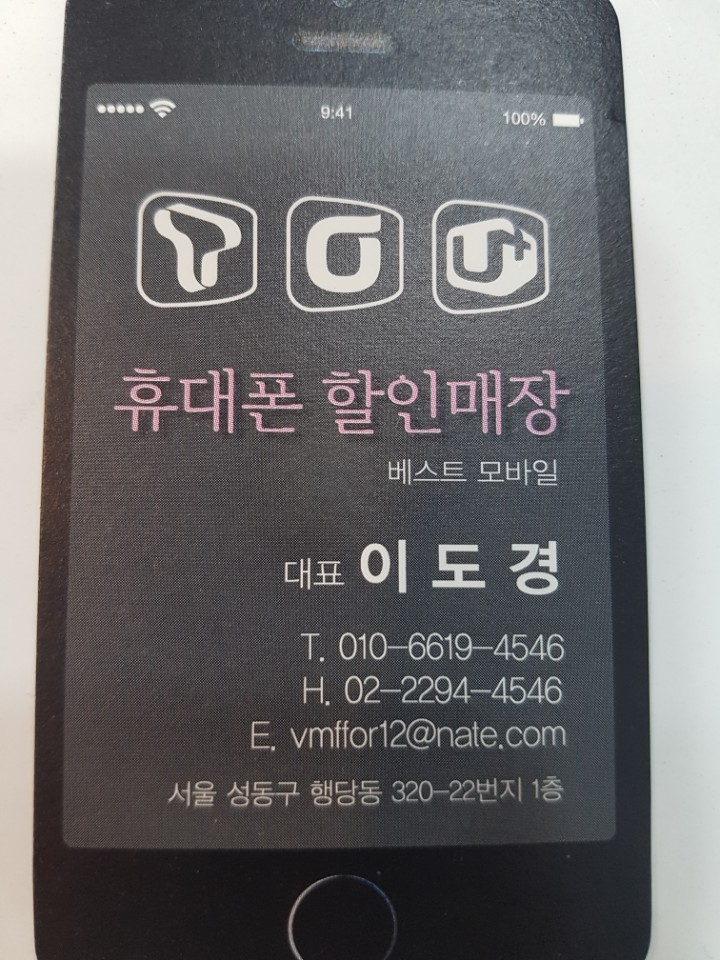 9:41
100%
U+
휴대폰 할인매장
베스트 모바일
대표 이도경
T. 010-6619-4546
H. 02-2294-4546
E. vmffor12@nate.com
서울 성동구 행당동 320-22번지 1층